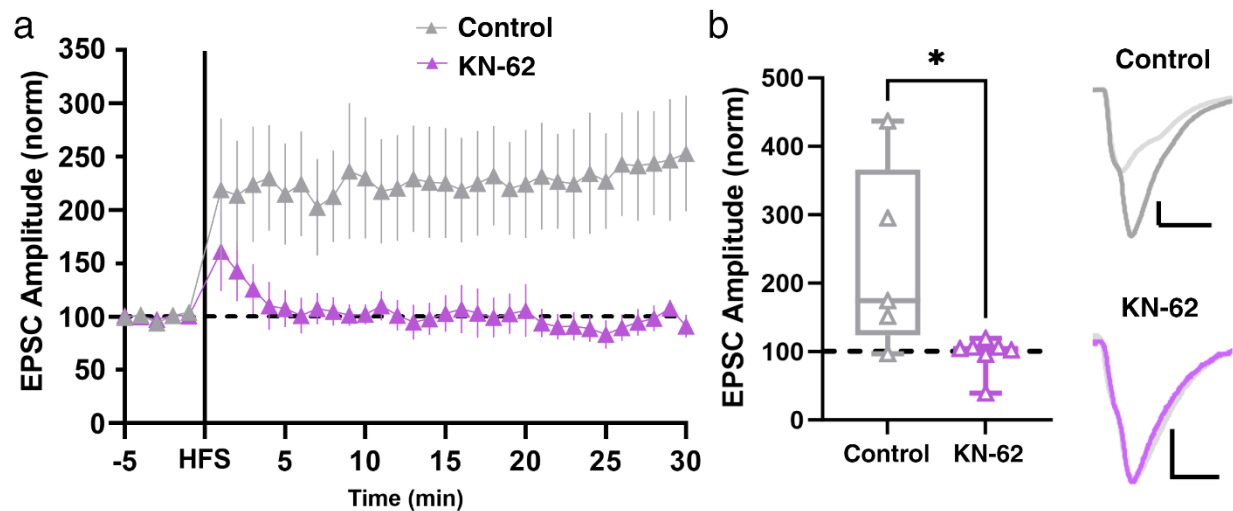 a
Control
KN-62
EPSC Amplitude (norm)
350
300
250
200
150
100
50
0
-5
HFS
5
10
15
20
25
30
Time (min)
b
*
EPSC Amplitude (norm)
500
400
300
200
100
0
Control
KN-62
Control
KN-62